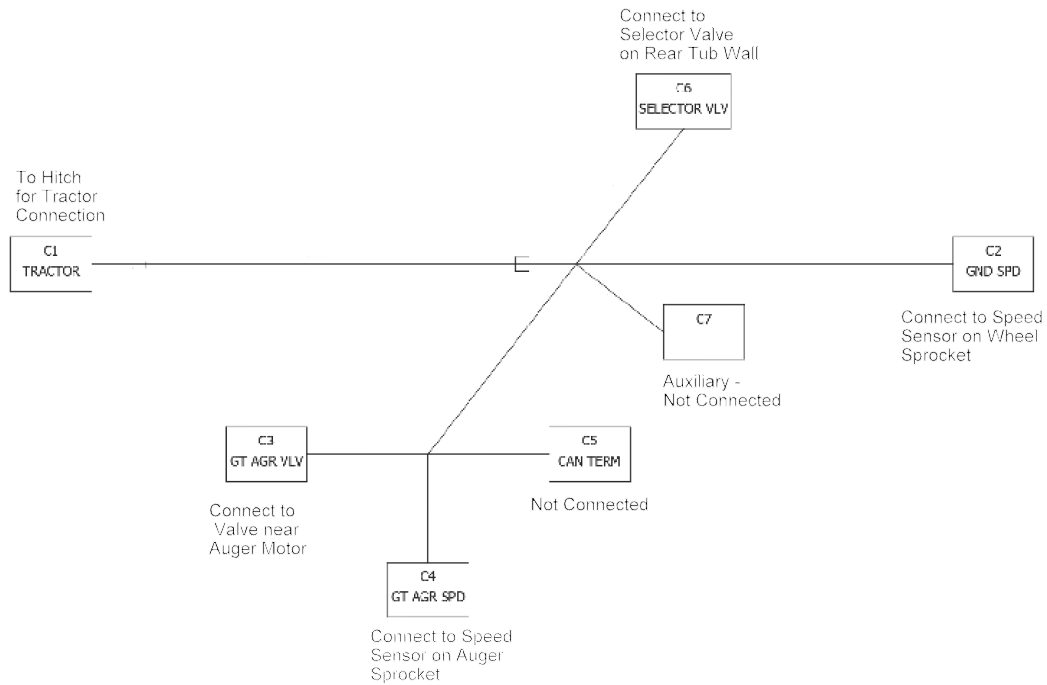 Connect to
Selector Valve
on Rear Tub Wall
C6
SELECTOR VLV
To Hitch
for Tractor
Connection
C1
TRACTOR
C2
GND SPD
Connect to Speed
Sensor on Wheel
Sprocket
C7
Auxiliary -
Not Connected
C3
GT AGR VLV
Connect to
Valve near
Auger Motor
C5
CAN TERM
Not Connected
C4
GT AGR SPD
Connect to Speed
Sensor on Auger
Sprocket